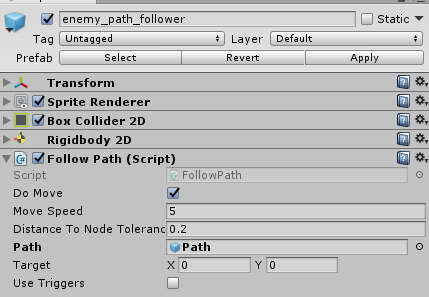 enemy_path_follower Static
Tag Untagged Layer Default
Prefab Select Revert Apply
Transform
Sprite Renderer
Box Collider 2D
Rigidbody 2D
C# Follow Path (Script)
Script FollowPath
Do Move
Move Speed 5
Distance To Node Toleranc 0.2
Path Path
Target X 0 Y 0
Use Triggers